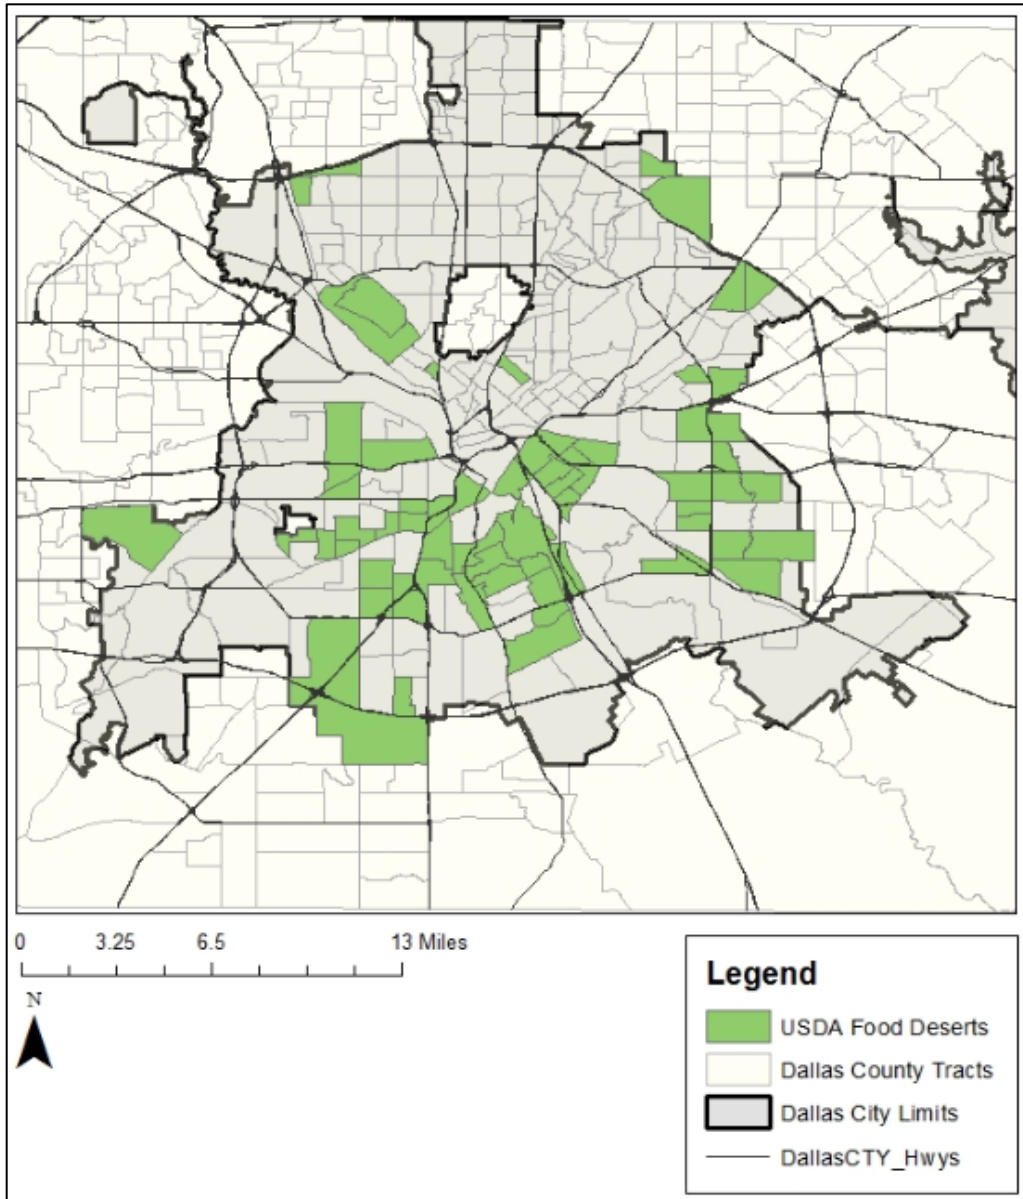 0 3.25 6.5 13 Miles
N
Legend
USDA Food Deserts
Dallas County Tracts
Dallas City Limits
DallasCTY_Hwys